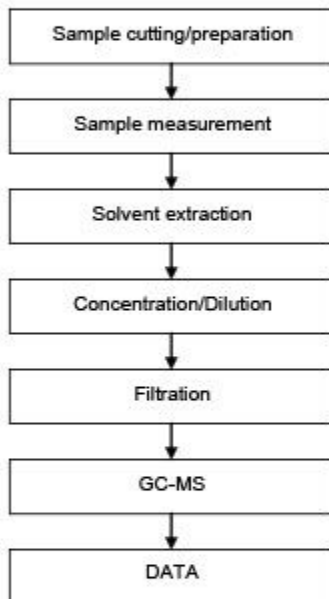 Sample cutting/preparation
Sample measurement
Solvent extraction
Concentration/Dilution
Filtration
GC-MS
DATA